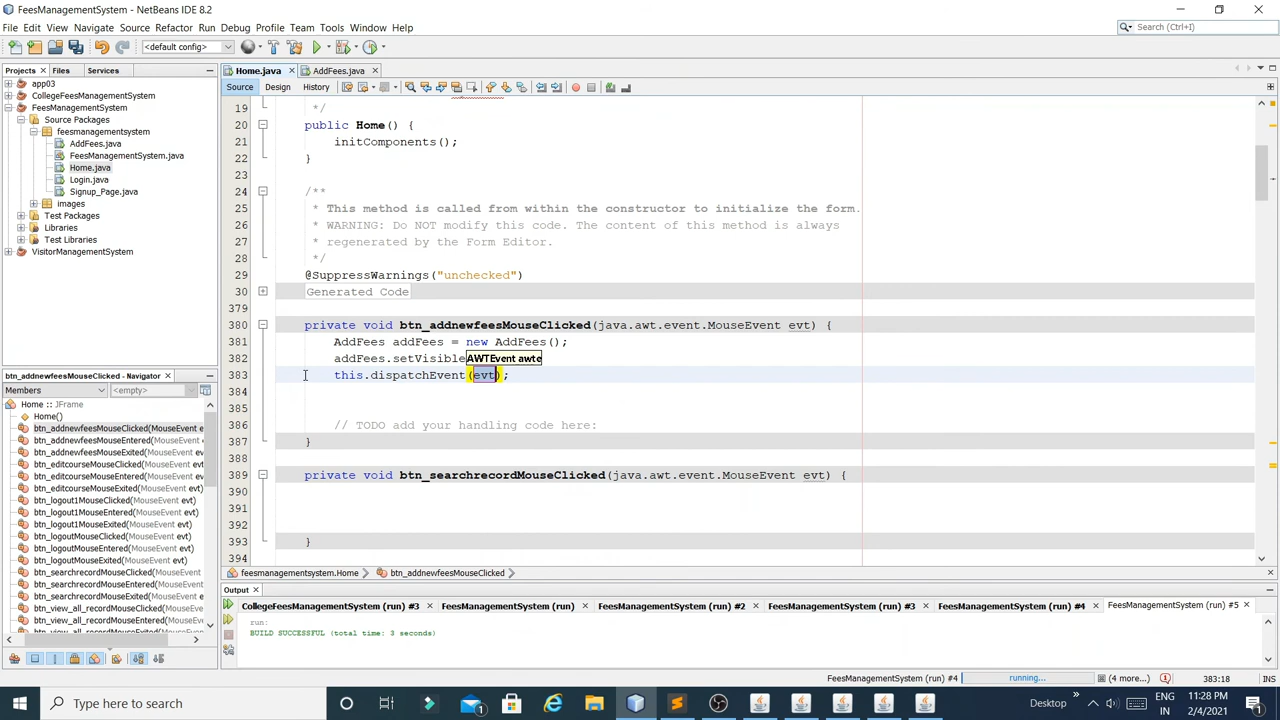 FeesManagementSystem - NetBeans IDE 8.2
File Edit View Navigate Source Refactor Run Debug Profile Team Tools Window Help
Search (Ctrl+I)
<default config>
Projects Files Services
Home.java AddFees.java
Source Design History
app03
CollegeFeesManagementSystem
FeesManagementSystem
Source Packages
feesmanagementsystem
AddFees.java
FeesManagementSystem.java
Home.java
Login.java
Signup_Page.java
images
Test Packages
Libraries
Test Libraries
VisitorManagementSystem
19 */
20 public Home() {
21 initComponents();
22 }
23
24 /**
25 * This method is called from within the constructor to initialize the form.
26 * WARNING: Do NOT modify this code. The content of this method is always
27 * regenerated by the Form Editor.
28 */
29 @SuppressWarnings("unchecked")
30 Generated Code
379
380 private void btn_addnewfeesMouseClicked(java.awt.event.MouseEvent evt) {
381 AddFees addFees = new AddFees();
382 addFees.setVisible AWTEvent awte
383 this.dispatchEvent(evt);
384
385
386 // TODO add your handling code here:
387 }
388
389 private void btn_searchrecordMouseClicked(java.awt.event.MouseEvent evt) {
390
391
392
393 }
394
btn_addnewfeesMouseClicked - Navigator
Members <empty>
Home :: JFrame
Home()
btn_addnewfeesMouseClicked(MouseEvent e
btn_addnewfeesMouseEntered(MouseEvent e
btn_addnewfeesMouseExited(MouseEvent ev
btn_editcourseMouseClicked(MouseEvent evt
btn_editcourseMouseEntered(MouseEvent ev
btn_editcourseMouseExited(MouseEvent evt)
btn_logout1MouseClicked(MouseEvent evt)
btn_logout1MouseEntered(MouseEvent evt)
btn_logout1MouseExited(MouseEvent evt)
btn_logoutMouseClicked(MouseEvent evt)
btn_logoutMouseEntered(MouseEvent evt)
btn_logoutMouseExited(MouseEvent evt)
btn_searchrecordMouseClicked(MouseEvent e
btn_searchrecordMouseEntered(MouseEvent
btn_searchrecordMouseExited(MouseEvent e
btn_view_all_recordMouseClicked(MouseEve
btn_view_all_recordMouseEntered(MouseEve
feesmanagementsystem.Home btn_addnewfeesMouseClicked
Output
CollegeFeesManagementSystem (run) #3 FeesManagementSystem (run) FeesManagementSystem (run) #2 FeesManagementSystem (run) #3 FeesManagementSystem (run) #4 FeesManagementSystem (run) #5
run:
BUILD SUCCESSFUL (total time: 3 seconds)
FeesManagementSystem (run) #4 running... (4 more...) 383:18 INS
Type here to search
Desktop
ENG
IN
11:28 PM
2/4/2021